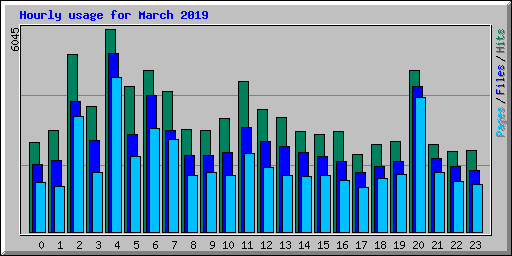 Hourly usage for March 2019
6045
Pages / Files / Hits
0 1 2 3 4 5 6 7 8 9 10 11 12 13 14 15 16 17 18 19 20 21 22 23